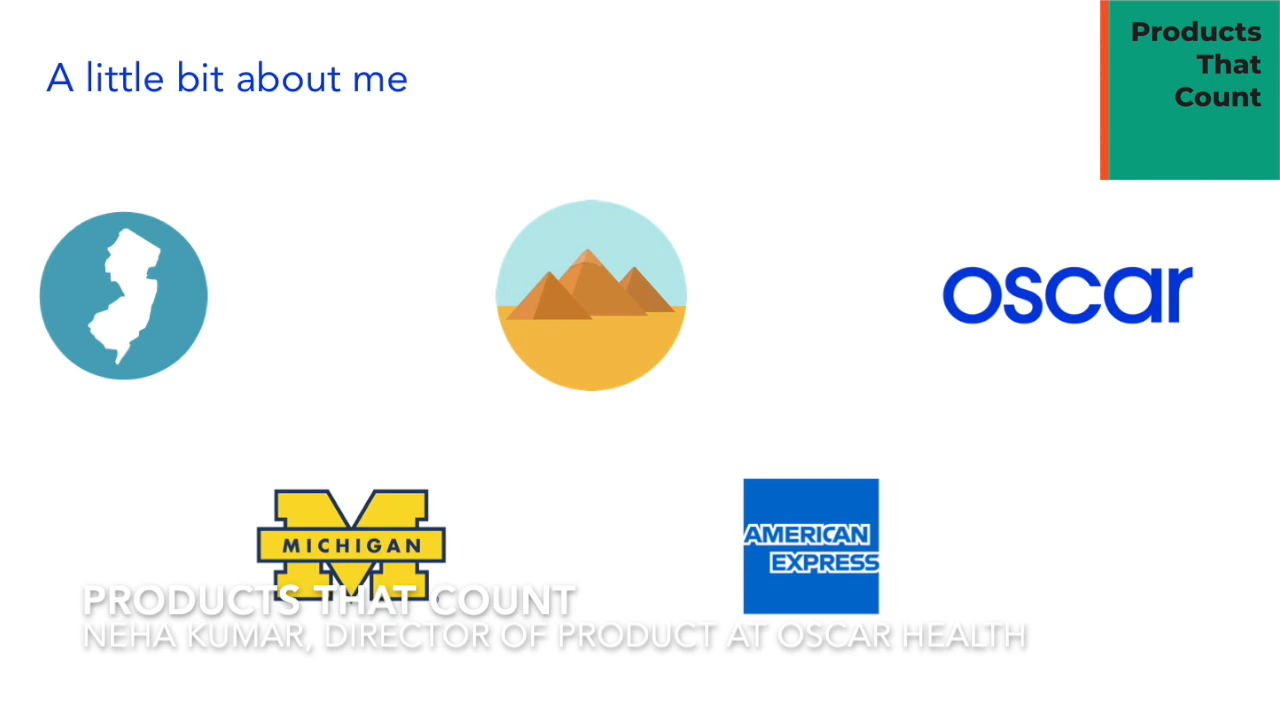 A little bit about me
Products
That
Count
oscar
MICHIGAN
AMERICAN
EXPRESS
PRODUCTS THAT COUNT
NEHA KUMAR, DIRECTOR OF PRODUCT AT OSCAR HEALTH